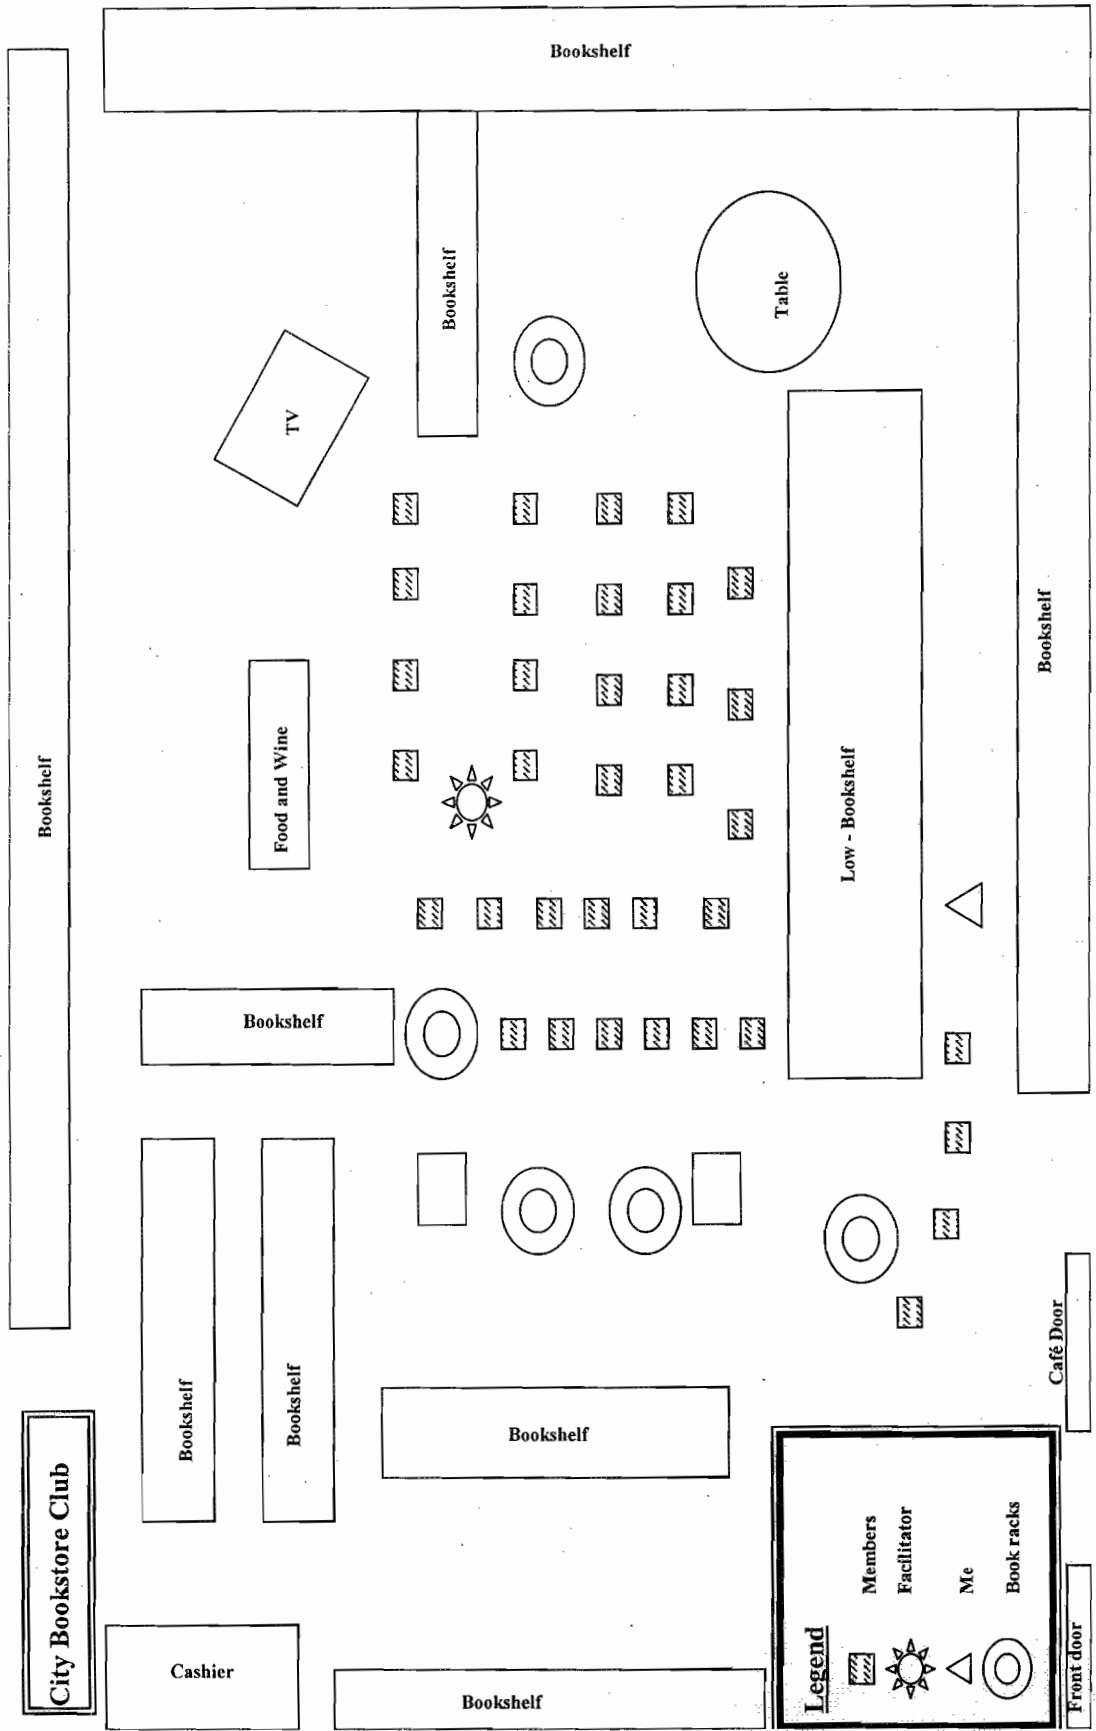 City Bookstore Club
Bookshelf
Bookshelf
Bookshelf
TV
Table
Food and Wine
Bookshelf
Low - Bookshelf
Bookshelf
Bookshelf
Bookshelf
Bookshelf
Café Door
Cashier
Bookshelf
Legend
Members
Facilitator
Me
Book racks
Front door
Bookshelf